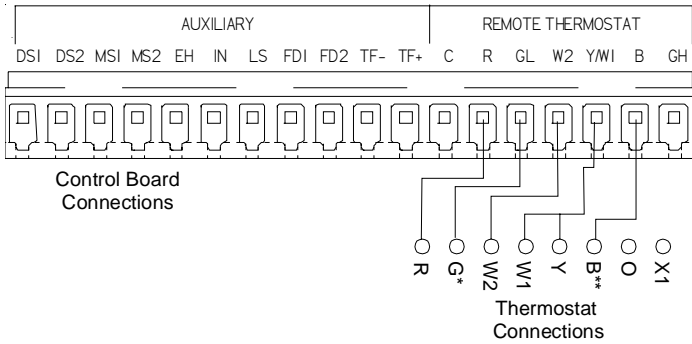 AUXILIARY REMOTE THERMOSTAT
DS1 DS2 MS1 MS2 EH IN LS FD1 FD2 TF- TF+ C R GL W2 Y/W1 B GH
Control Board
Connections
R G* W2 W1 Y B** O X1
Thermostat
Connections